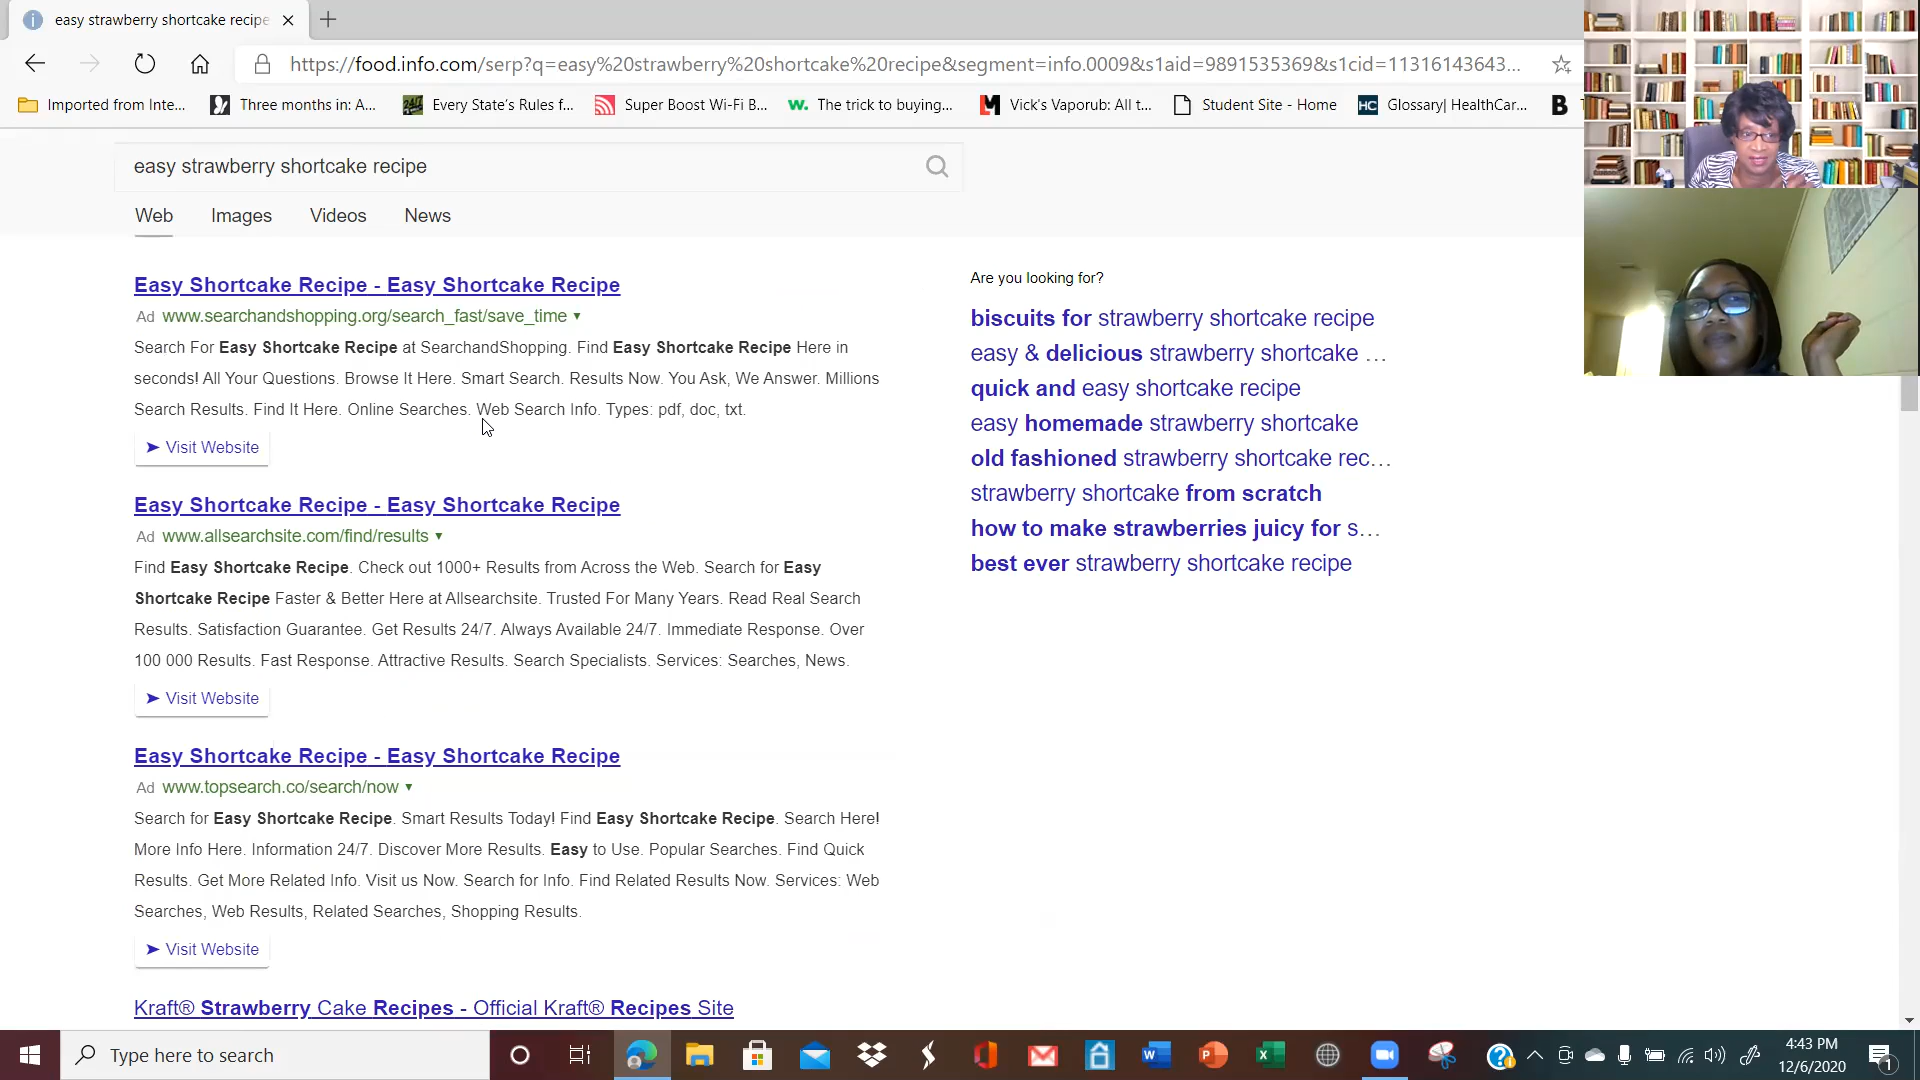 easy strawberry shortcake recipe
https://food.info.com/serp?q=easy%20strawberry%20shortcake%20recipe&segment=info.0009&s1aid=9891535369&s1cid=11316143643...
Imported from Inte... Three months in: A... Every State's Rules f... Super Boost Wi-Fi B... w. The trick to buying... Vick's Vaporub: All t... Student Site - Home HC Glossary| HealthCar... B
easy strawberry shortcake recipe
Web Images Videos News
Easy Shortcake Recipe - Easy Shortcake Recipe
Ad www.searchandshopping.org/search_fast/save_time
Search For Easy Shortcake Recipe at SearchandShopping. Find Easy Shortcake Recipe Here in
seconds! All Your Questions. Browse It Here. Smart Search. Results Now. You Ask, We Answer. Millions
Search Results. Find It Here. Online Searches. Web Search Info. Types: pdf, doc, txt.
Visit Website
Easy Shortcake Recipe - Easy Shortcake Recipe
Ad www.allsearchsite.com/find/results
Find Easy Shortcake Recipe. Check out 1000+ Results from Across the Web. Search for Easy
Shortcake Recipe Faster & Better Here at Allsearchsite. Trusted For Many Years. Read Real Search
Results. Satisfaction Guarantee. Get Results 24/7. Always Available 24/7. Immediate Response. Over
100 000 Results. Fast Response. Attractive Results. Search Specialists. Services: Searches, News.
Visit Website
Easy Shortcake Recipe - Easy Shortcake Recipe
Ad www.topsearch.co/search/now
Search for Easy Shortcake Recipe. Smart Results Today! Find Easy Shortcake Recipe. Search Here!
More Info Here. Information 24/7. Discover More Results. Easy to Use. Popular Searches. Find Quick
Results. Get More Related Info. Visit us Now. Search for Info. Find Related Results Now. Services: Web
Searches, Web Results, Related Searches, Shopping Results.
Visit Website
Kraft® Strawberry Cake Recipes - Official Kraft® Recipes Site
Are you looking for?
biscuits for strawberry shortcake recipe
easy & delicious strawberry shortcake ...
quick and easy shortcake recipe
easy homemade strawberry shortcake
old fashioned strawberry shortcake rec...
strawberry shortcake from scratch
how to make strawberries juicy for s...
best ever strawberry shortcake recipe
Type here to search
4:43 PM
12/6/2020
1